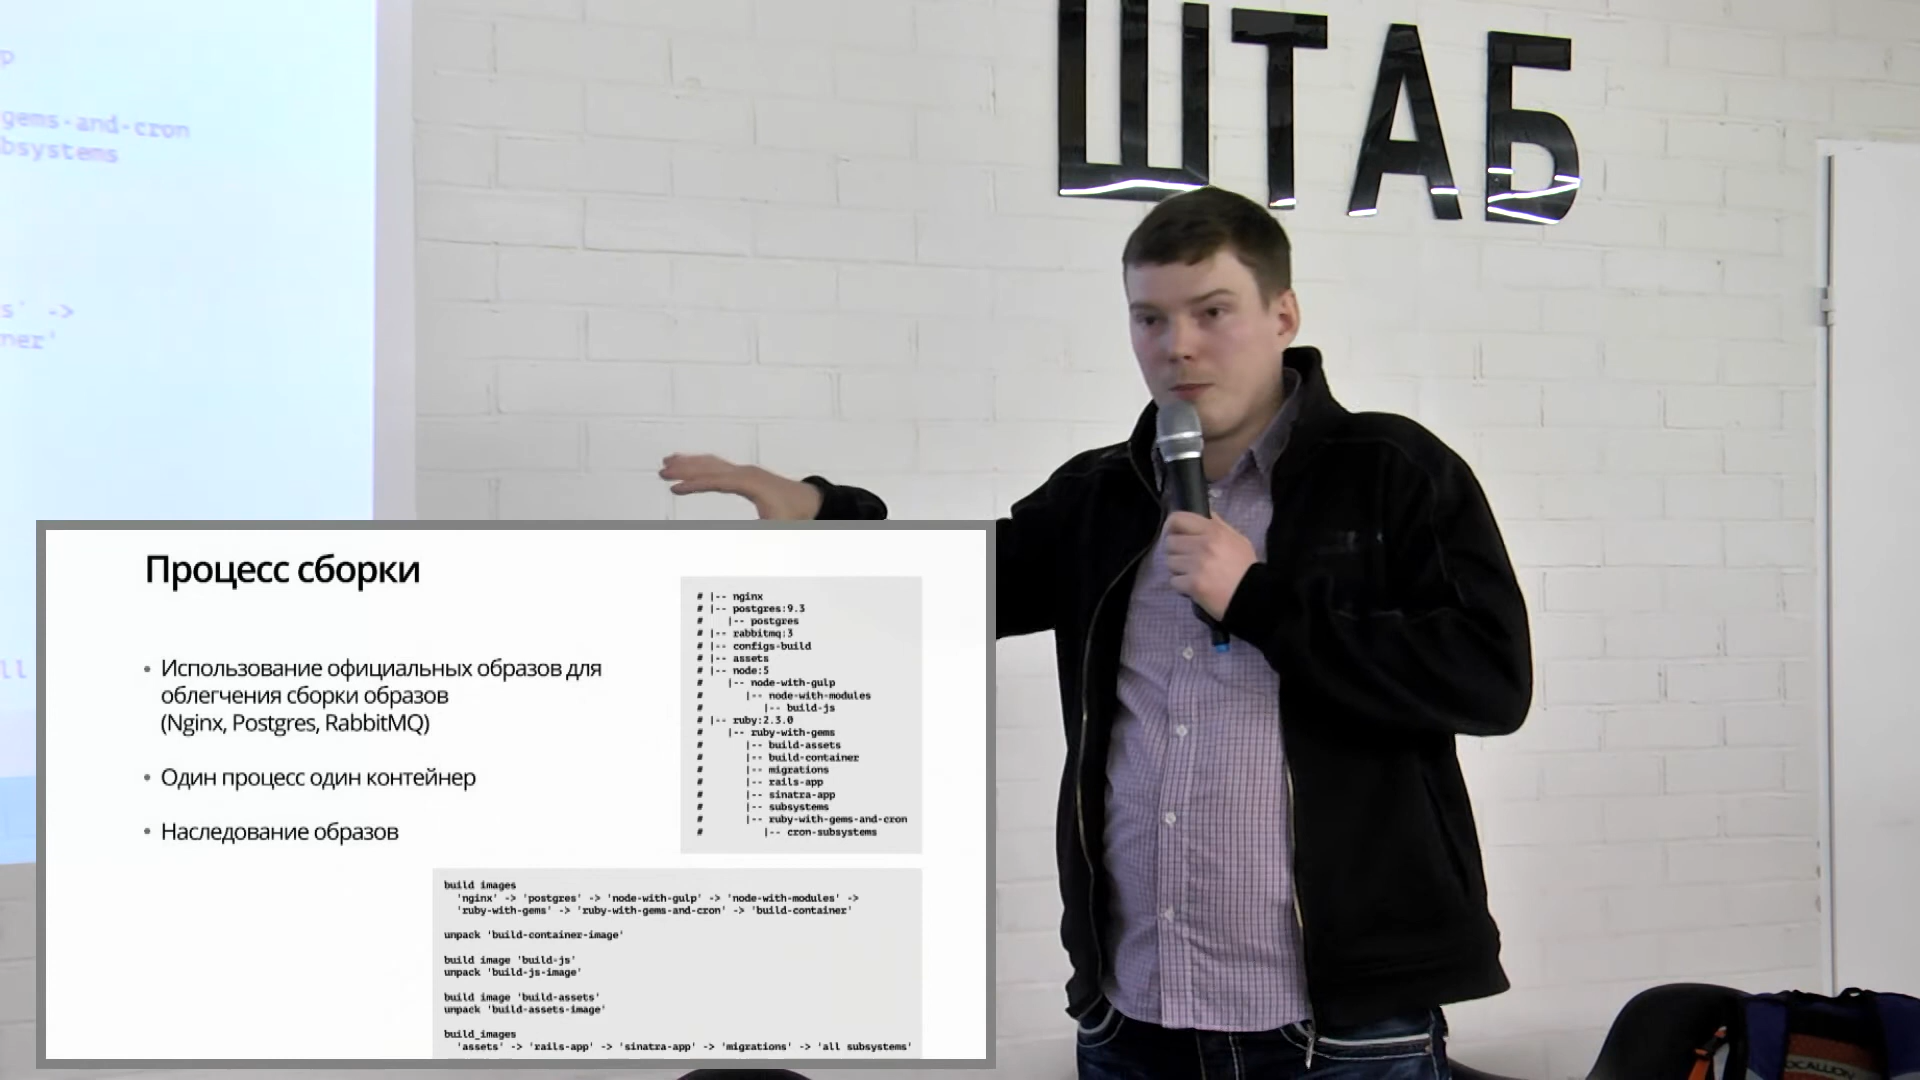 ШТАБ
gems-and-cron
bsystems
s' ->
ner'
ll
Процесс сборки
• Использование официальных образов для
облегчения сборки образов
(Nginx, Postgres, RabbitMQ)
• Один процесс один контейнер
• Наследование образов
# |-- nginx
# |-- postgres:9.3
#    |-- postgres
# |-- rabbitmq:3
# |-- configs-build
# |-- assets
# |-- node:5
#    |-- node-with-gulp
#       |-- node-with-modules
#          |-- build-js
# |-- ruby:2.3.0
#    |-- ruby-with-gems
#       |-- build-assets
#       |-- build-container
#       |-- migrations
#       |-- rails-app
#       |-- sinatra-app
#       |-- subsystems
#       |-- ruby-with-gems-and-cron
#          |-- cron-subsystems
build images
'nginx' -> 'postgres' -> 'node-with-gulp' -> 'node-with-modules' ->
'ruby-with-gems' -> 'ruby-with-gems-and-cron' -> 'build-container'
unpack 'build-container-image'
build image 'build-js'
unpack 'build-js-image'
build image 'build-assets'
unpack 'build-assets-image'
build_images
'assets' -> 'rails-app' -> 'sinatra-app' -> 'migrations' -> 'all subsystems'